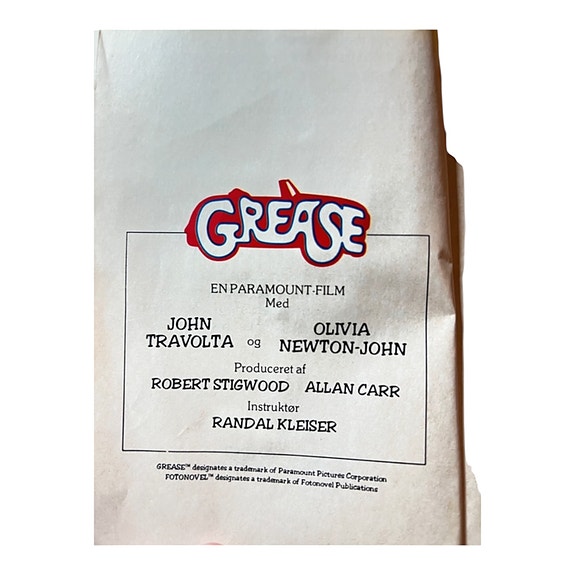 GREASE
EN PARAMOUNT-FILM
Med
JOHN TRAVOLTA og OLIVIA NEWTON-JOHN
Produceret af
ROBERT STIGWOOD ALLAN CARR
Instruktør
RANDAL KLEISER
GREASE™ designates a trademark of Paramount Pictures Corporation
FOTONOVEL™ designates a trademark of Fotonovel Publications